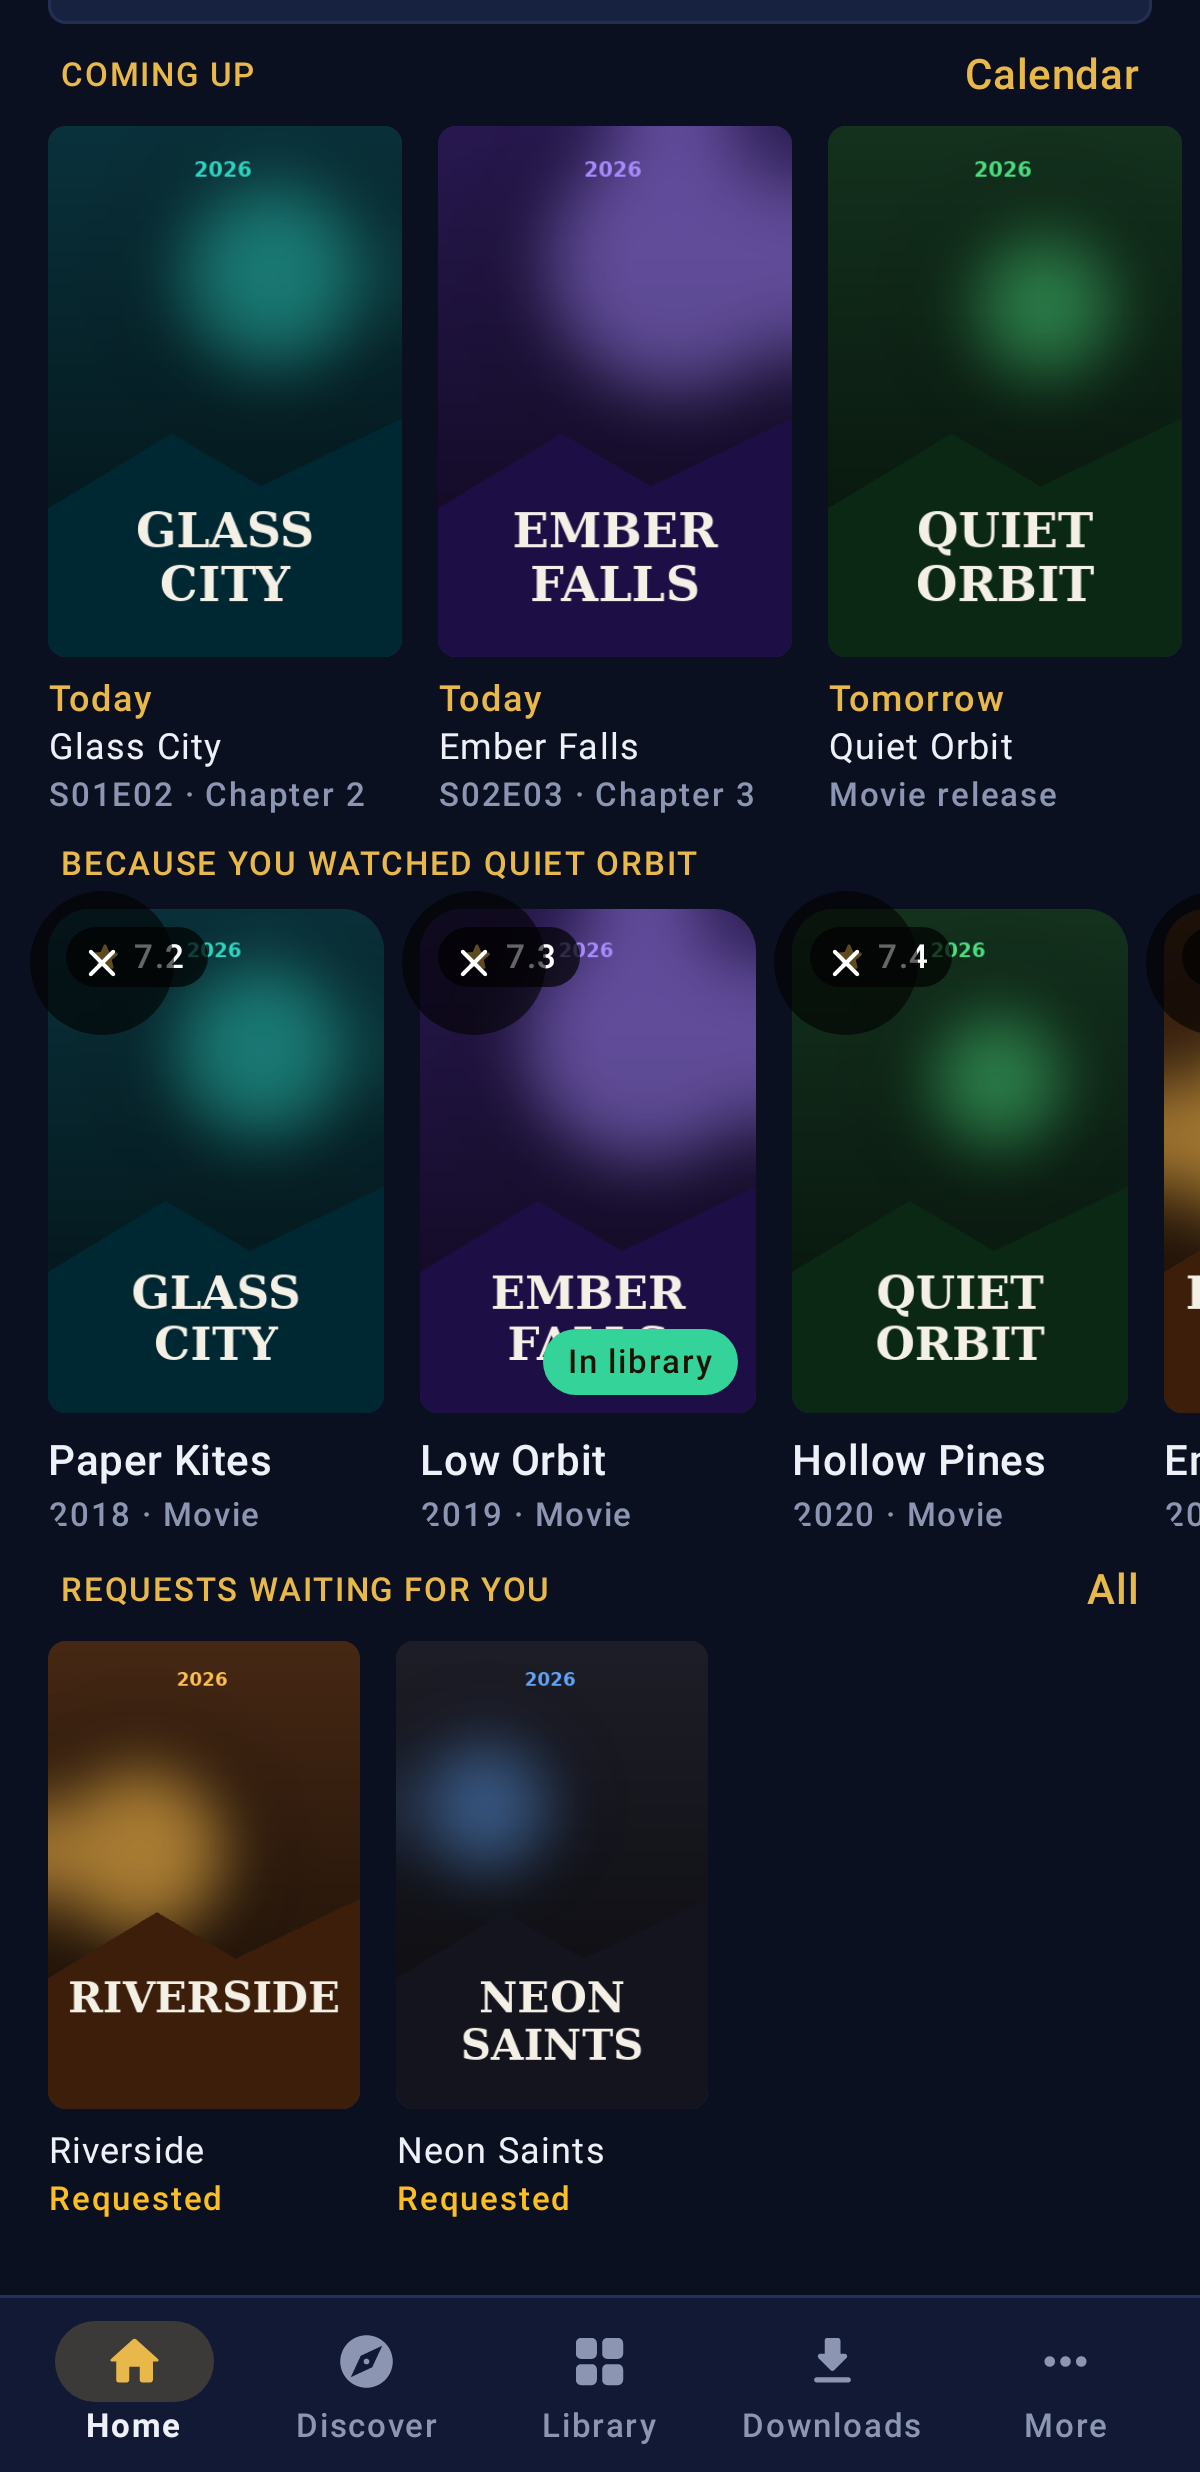 COMING UP
Calendar
2026
GLASS
CITY
2026
EMBER
FALLS
2026
QUIET
ORBIT
Today
Glass City
S01E02 · Chapter 2
Today
Ember Falls
S02E03 · Chapter 3
Tomorrow
Quiet Orbit
Movie release
BECAUSE YOU WATCHED QUIET ORBIT
7.2
2026
GLASS
CITY
7.3
2026
EMBER
In library
7.4
2026
QUIET
ORBIT
Paper Kites
2018 · Movie
Low Orbit
2019 · Movie
Hollow Pines
2020 · Movie
REQUESTS WAITING FOR YOU
All
2026
RIVERSIDE
2026
NEON
SAINTS
Riverside
Requested
Neon Saints
Requested
Home
Discover
Library
Downloads
More